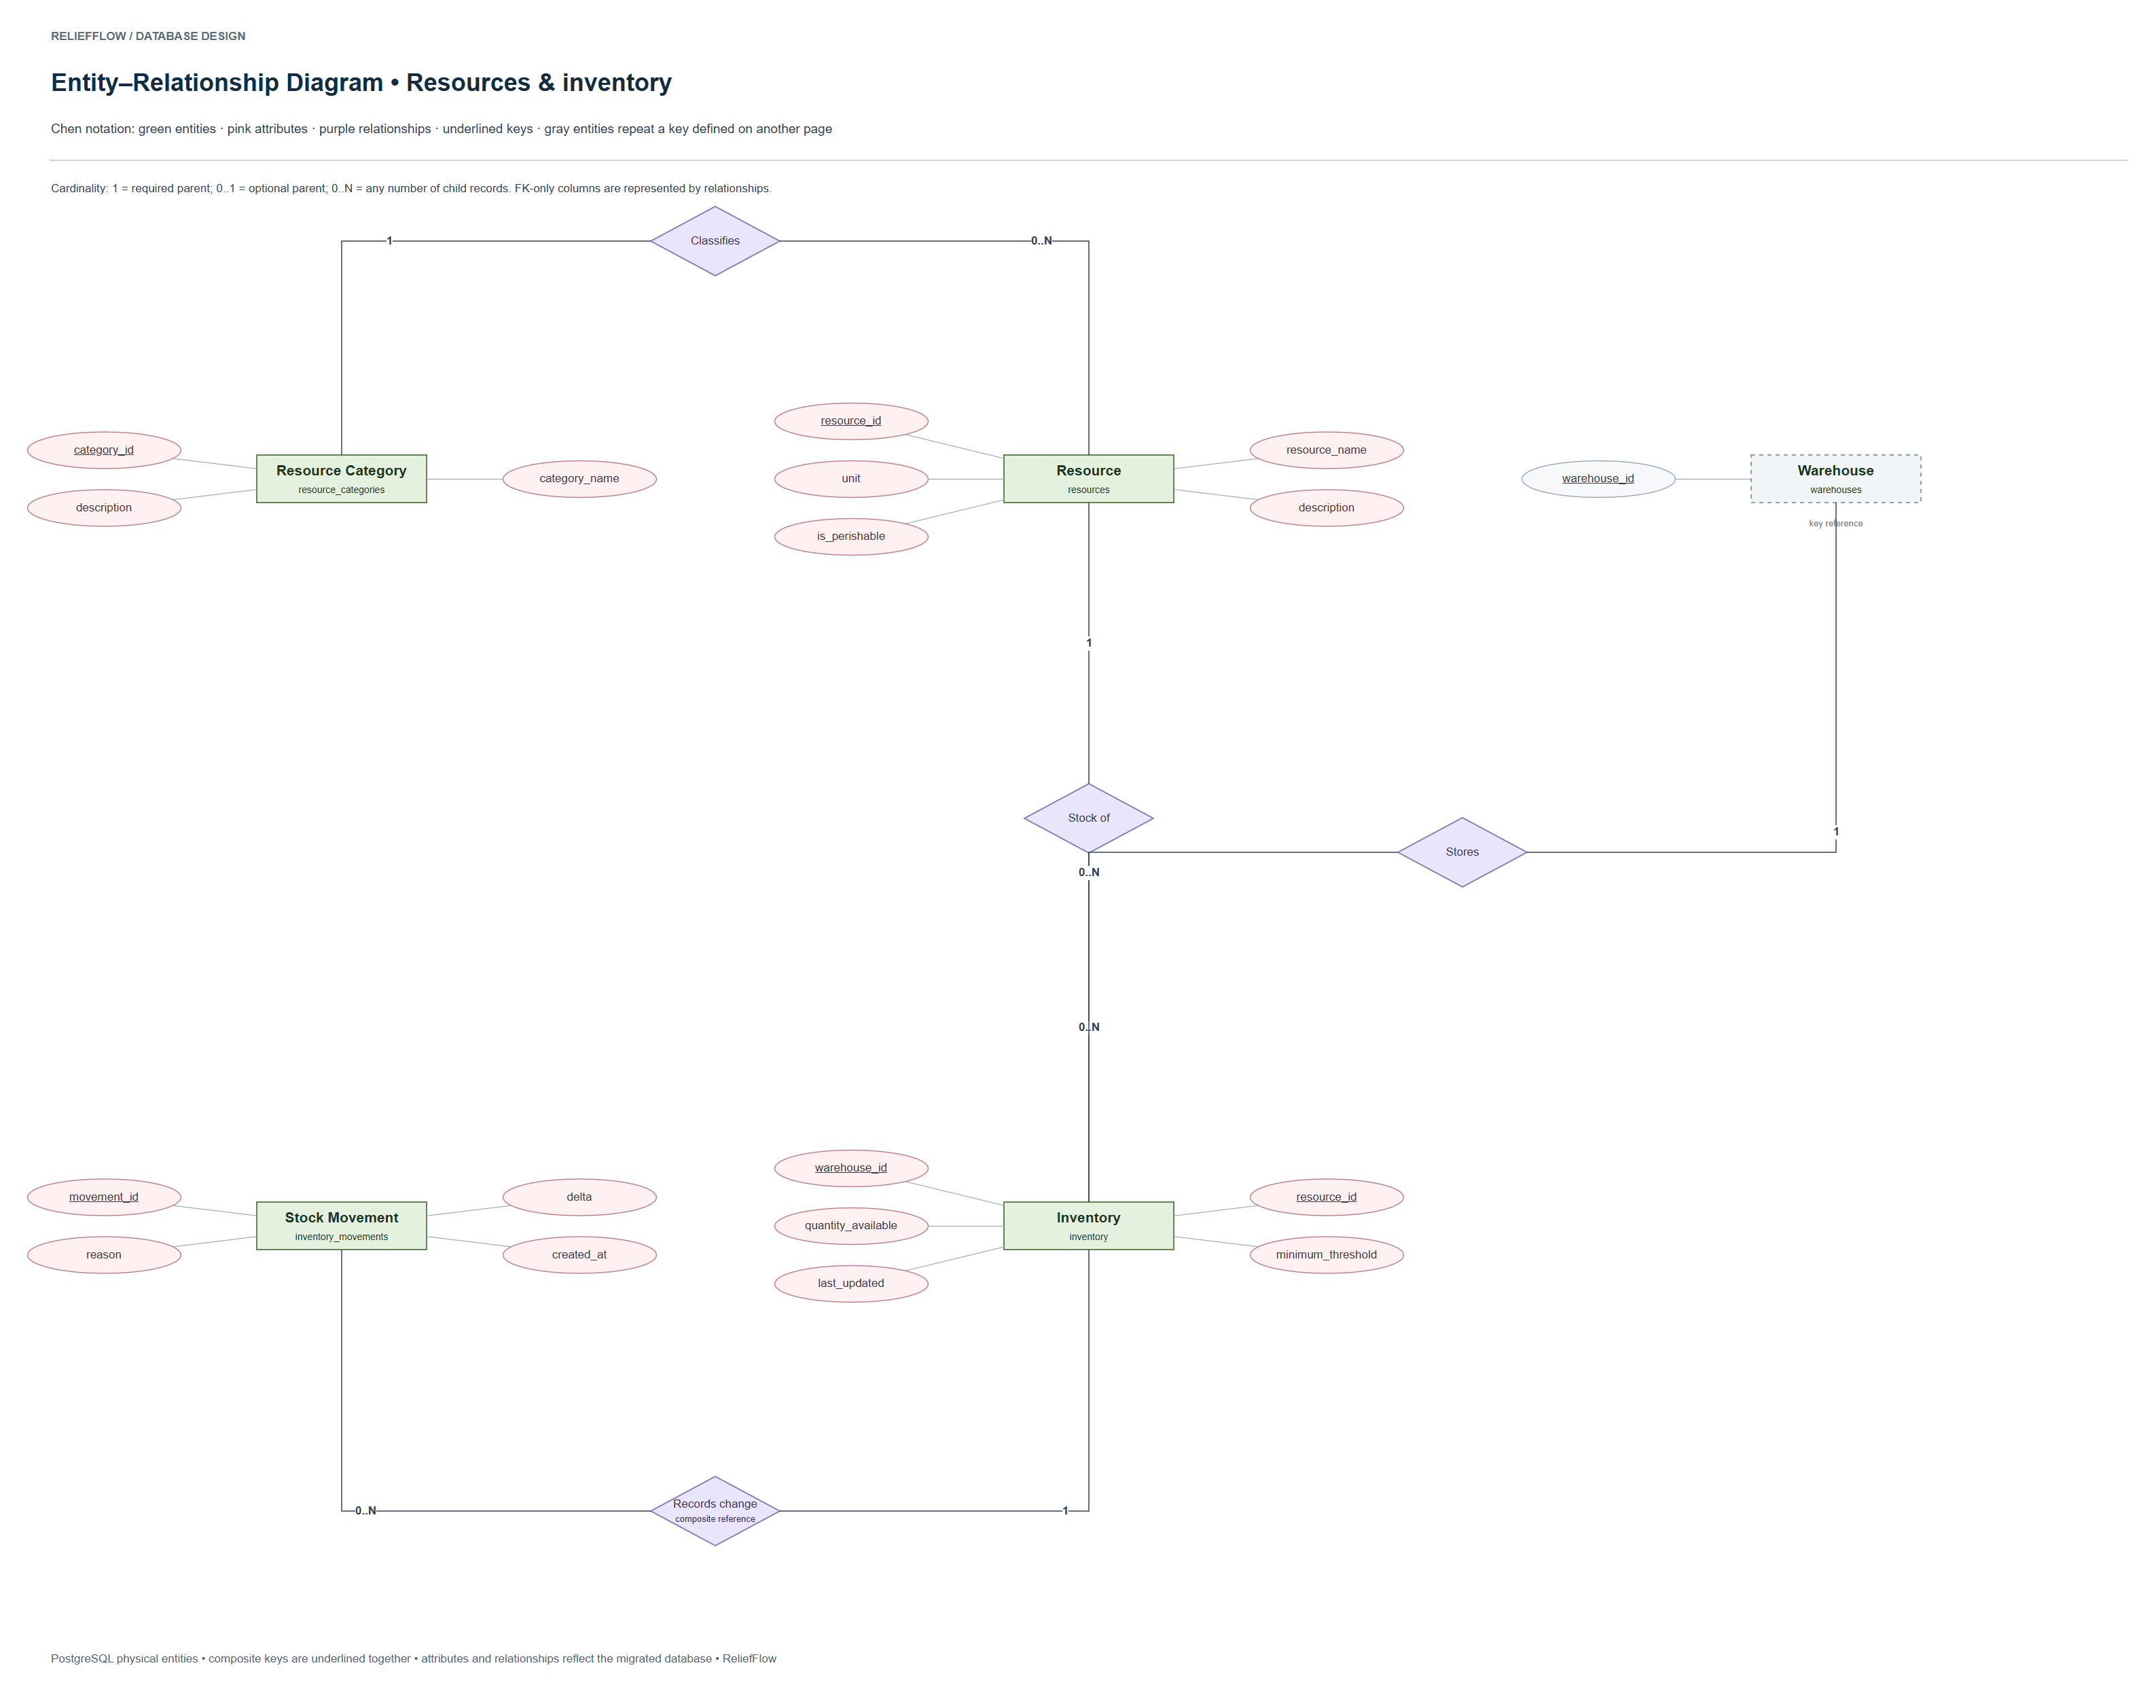 RELIEFFLOW / DATABASE DESIGN
Entity–Relationship Diagram • Resources & inventory
Chen notation: green entities · pink attributes · purple relationships · underlined keys · gray entities repeat a key defined on another page
Cardinality: 1 = required parent; 0..1 = optional parent; 0..N = any number of child records. FK-only columns are represented by relationships.
1
Classifies
0..N
category_id
description
Resource Category
resource_categories
category_name
resource_id
unit
is_perishable
Resource
resources
resource_name
description
warehouse_id
Warehouse
warehouses
key reference
1
Stock of
1
Stores
0..N
0..N
movement_id
reason
Stock Movement
inventory_movements
delta
created_at
warehouse_id
quantity_available
last_updated
Inventory
inventory
resource_id
minimum_threshold
0..N
Records change
composite reference
1
PostgreSQL physical entities • composite keys are underlined together • attributes and relationships reflect the migrated database • ReliefFlow